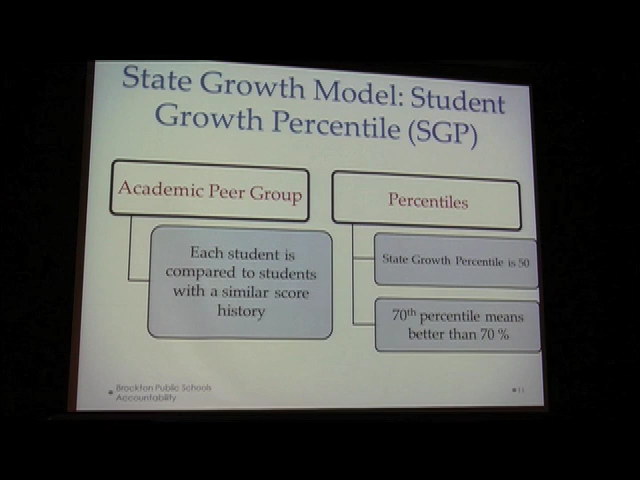 State Growth Model: Student
Growth Percentile (SGP)
Academic Peer Group
Each student is
compared to students
with a similar score
history
Percentiles
State Growth Percentile is 50
70th percentile means
better than 70 %
Brockton Public Schools
Accountability
11